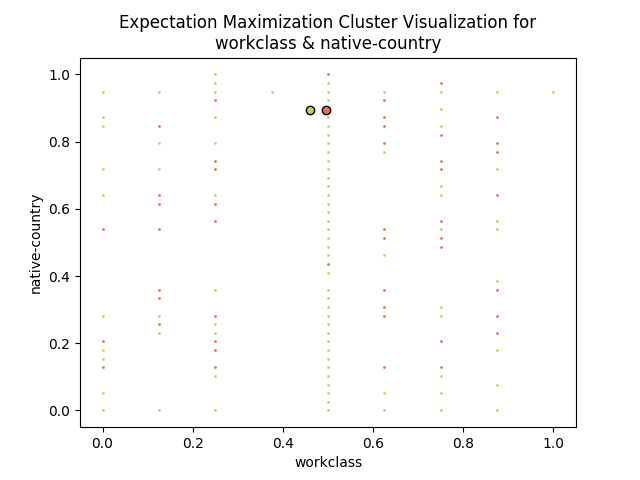 Expectation Maximization Cluster Visualization for
workclass & native-country
1.0
0.8
0.6
0.4
0.2
0.0
native-country
0.0 0.2 0.4 0.6 0.8 1.0
workclass